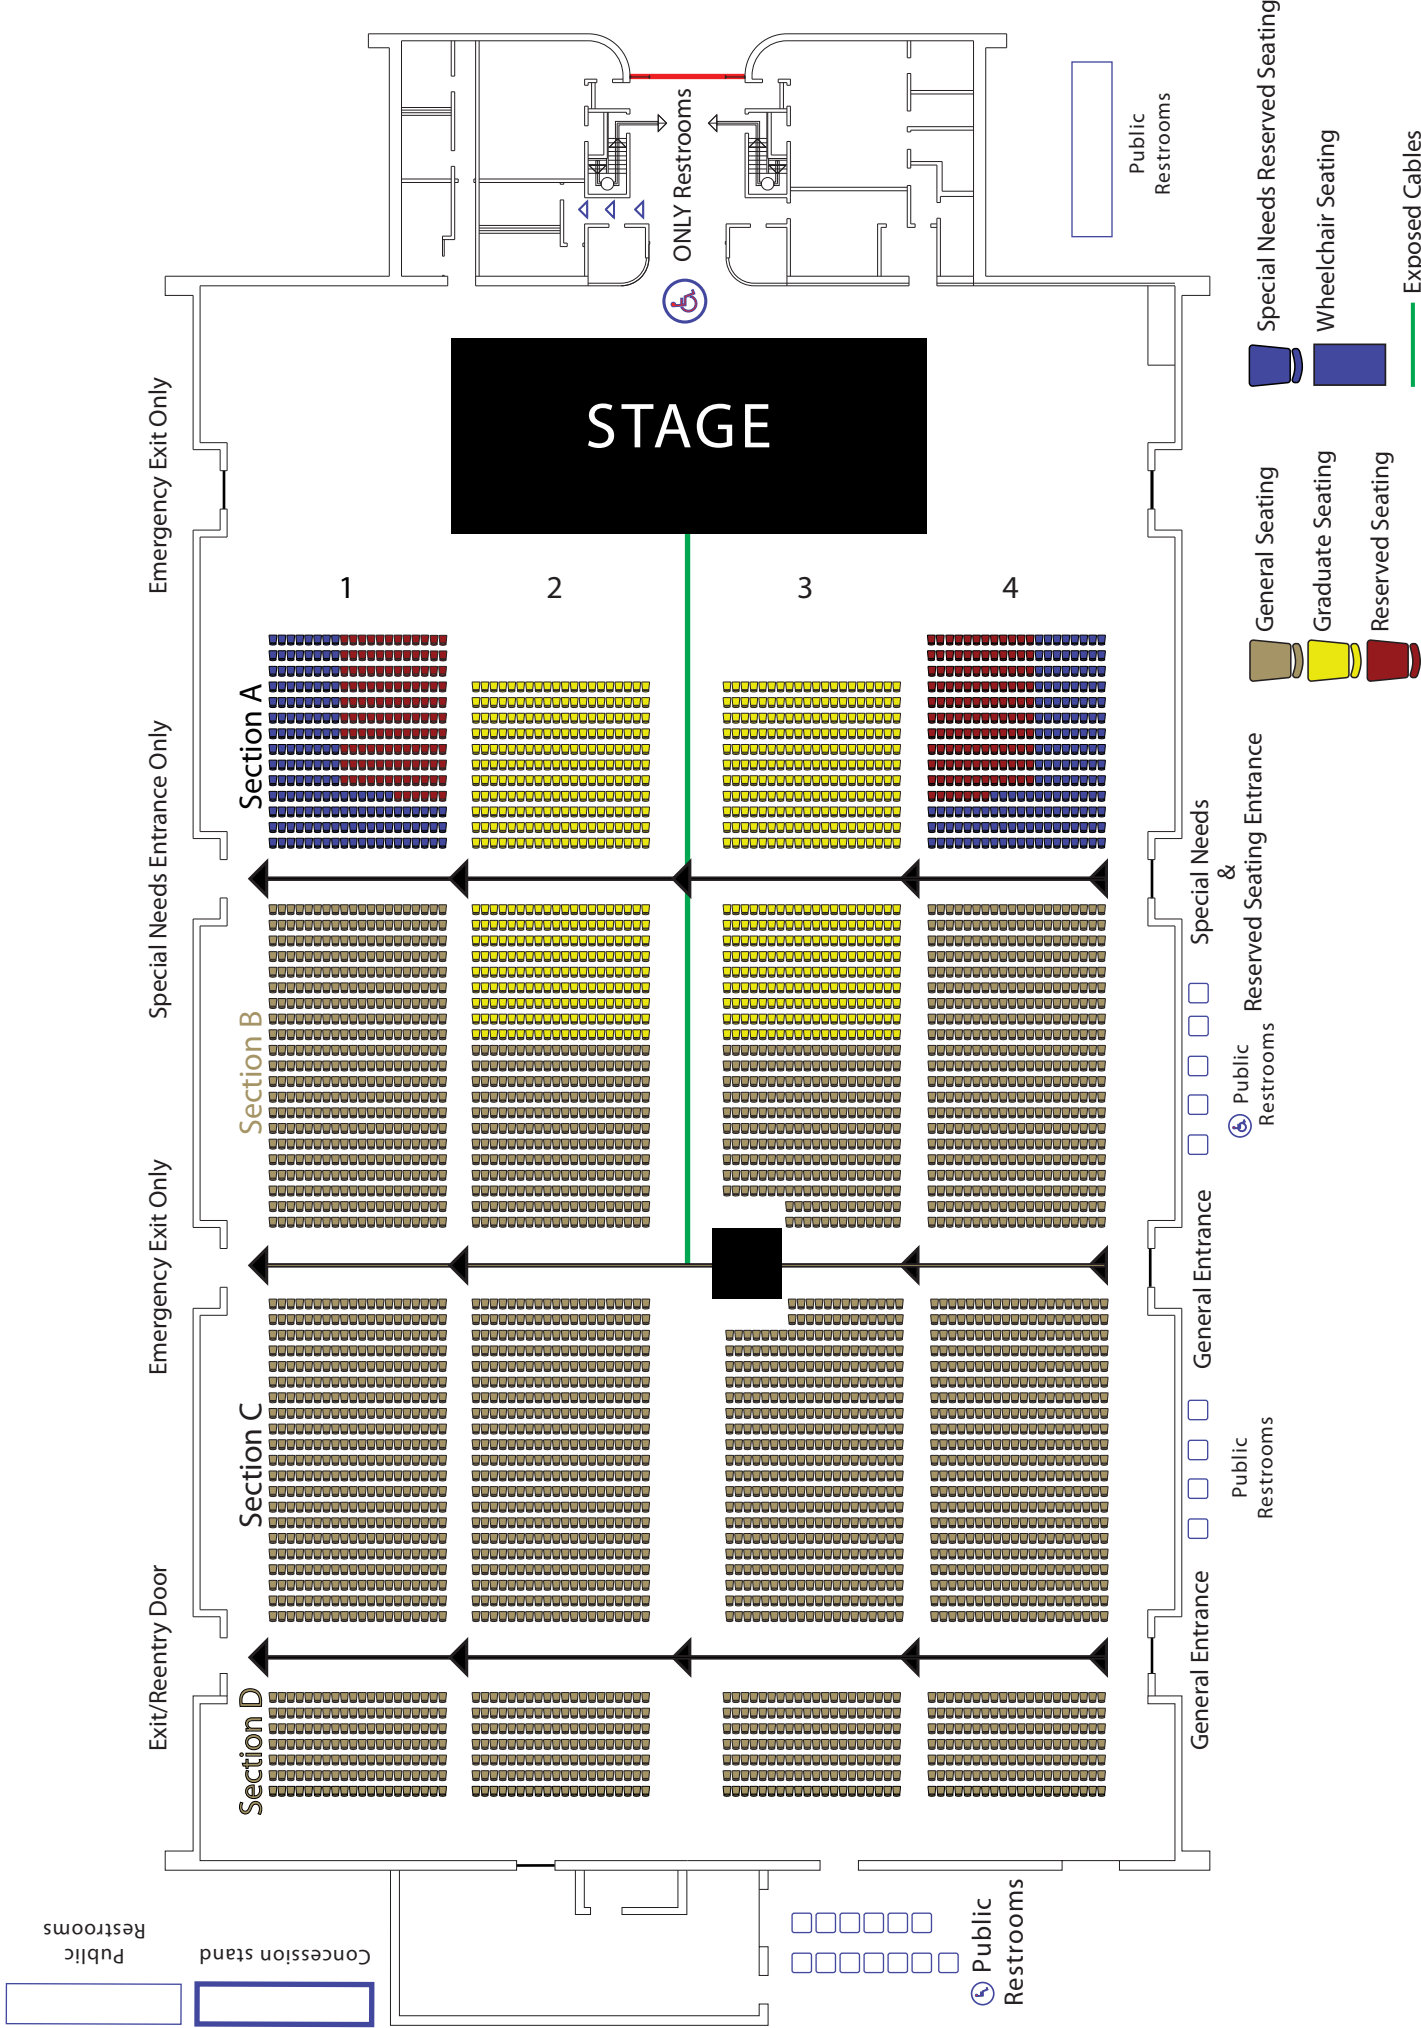 ONLY Restrooms
Public
Restrooms
STAGE
1
2
3
4
Emergency Exit Only
Special Needs Entrance Only
Emergency Exit Only
Exit/Reentry Door
Section A
Section B
Section C
Section D
Special Needs
&
Reserved Seating Entrance
Public
Restrooms
General Entrance
Public
Restrooms
General Entrance
Public
Restrooms
Public
Restrooms
Concession stand
General Seating
Graduate Seating
Reserved Seating
Special Needs Reserved Seating
Wheelchair Seating
Exposed Cables